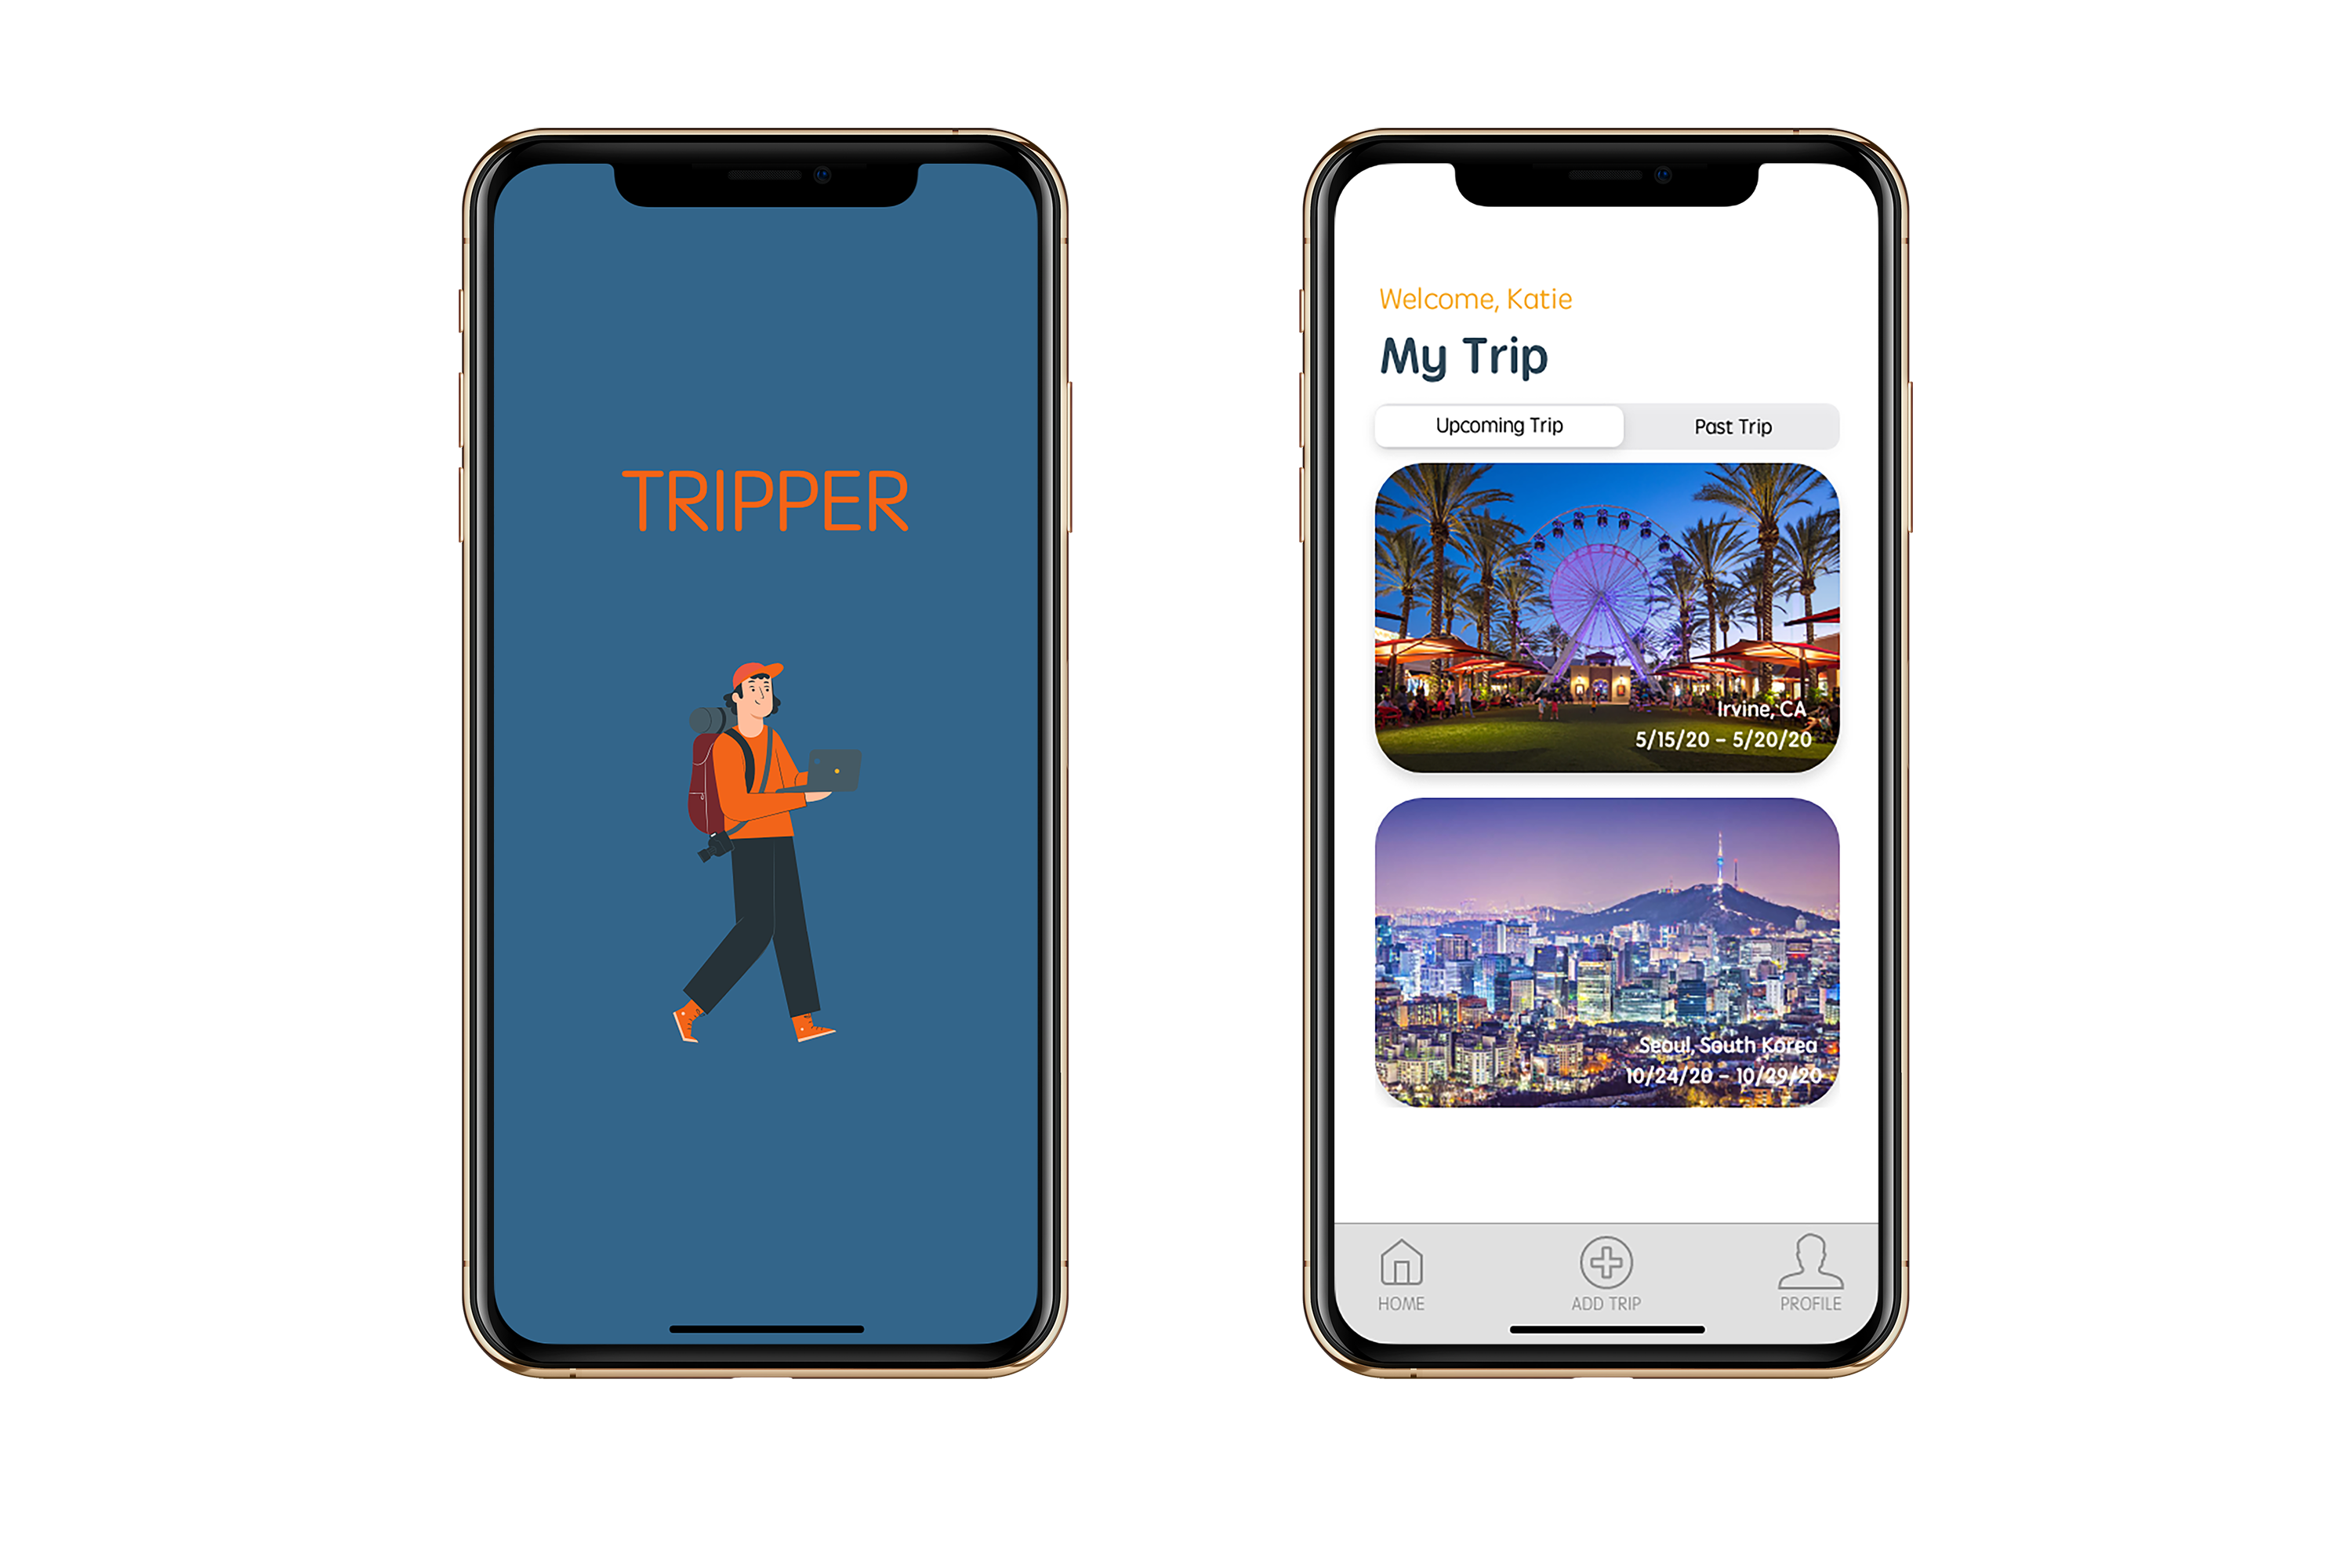 TRIPPER
Welcome, Katie
My Trip
Upcoming Trip
Past Trip
Irvine, CA
5/15/20 - 5/20/20
Seoul, South Korea
10/24/20 - 10/29/20
HOME
ADD TRIP
PROFILE